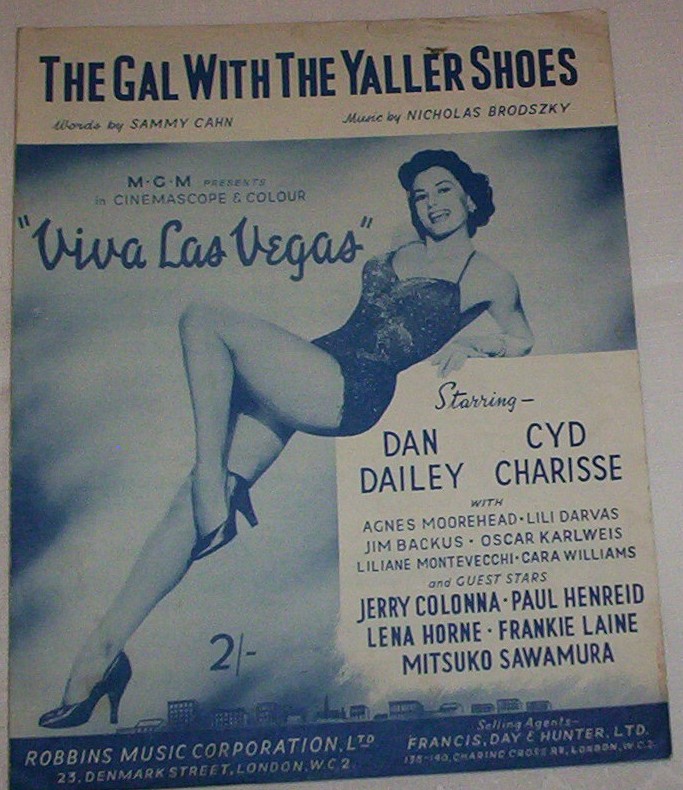 THE GAL WITH THE YALLER SHOES
Words by SAMMY CAHN
Music by NICHOLAS BRODSZKY
M·G·M PRESENTS
in CINEMASCOPE & COLOUR
"Viva Las Vegas"
Starring—
DAN DAILEY
CYD CHARISSE
WITH
AGNES MOOREHEAD · LILI DARVAS
JIM BACKUS · OSCAR KARLWEIS
LILIANE MONTEVECCHI · CARA WILLIAMS
and GUEST STARS
JERRY COLONNA · PAUL HENREID
LENA HORNE · FRANKIE LAINE
MITSUKO SAWAMURA
2/-
ROBBINS MUSIC CORPORATION, LTD
23, DENMARK STREET, LONDON, W.C.2.
Selling Agents—
FRANCIS, DAY & HUNTER, LTD.
138-140, CHARING CROSS RD, LONDON, W.C.2.